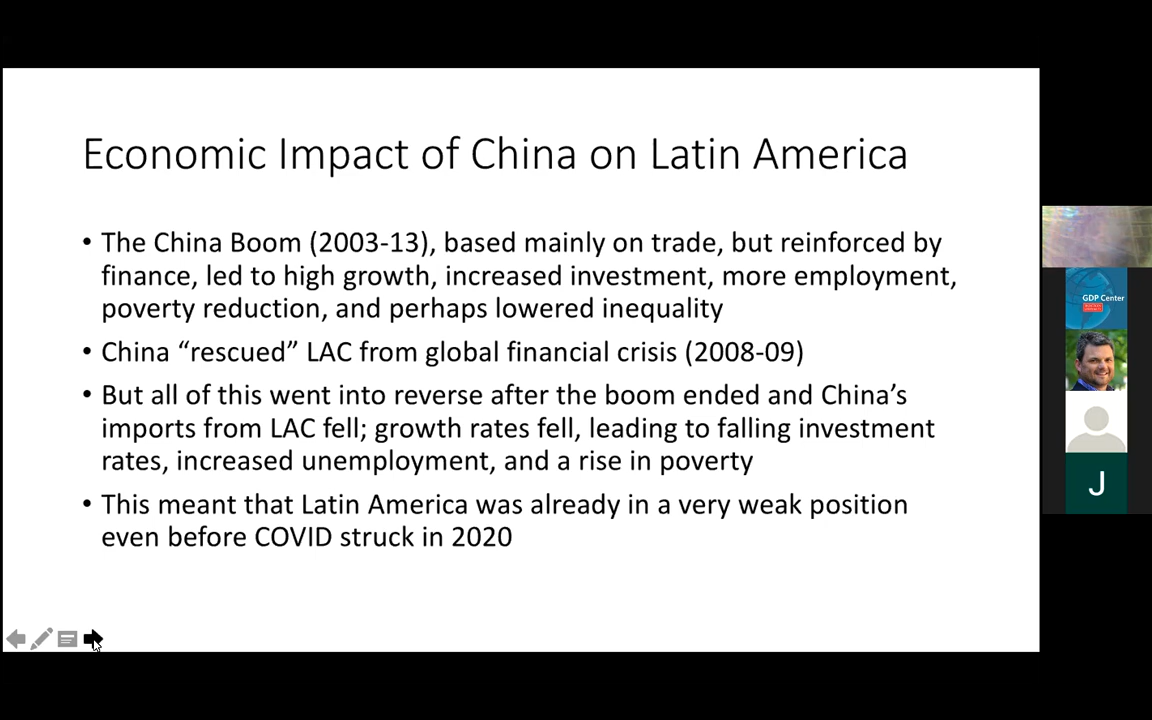 Economic Impact of China on Latin America
• The China Boom (2003-13), based mainly on trade, but reinforced by
finance, led to high growth, increased investment, more employment,
poverty reduction, and perhaps lowered inequality
• China “rescued” LAC from global financial crisis (2008-09)
• But all of this went into reverse after the boom ended and China’s
imports from LAC fell; growth rates fell, leading to falling investment
rates, increased unemployment, and a rise in poverty
• This meant that Latin America was already in a very weak position
even before COVID struck in 2020
GDP Center
J